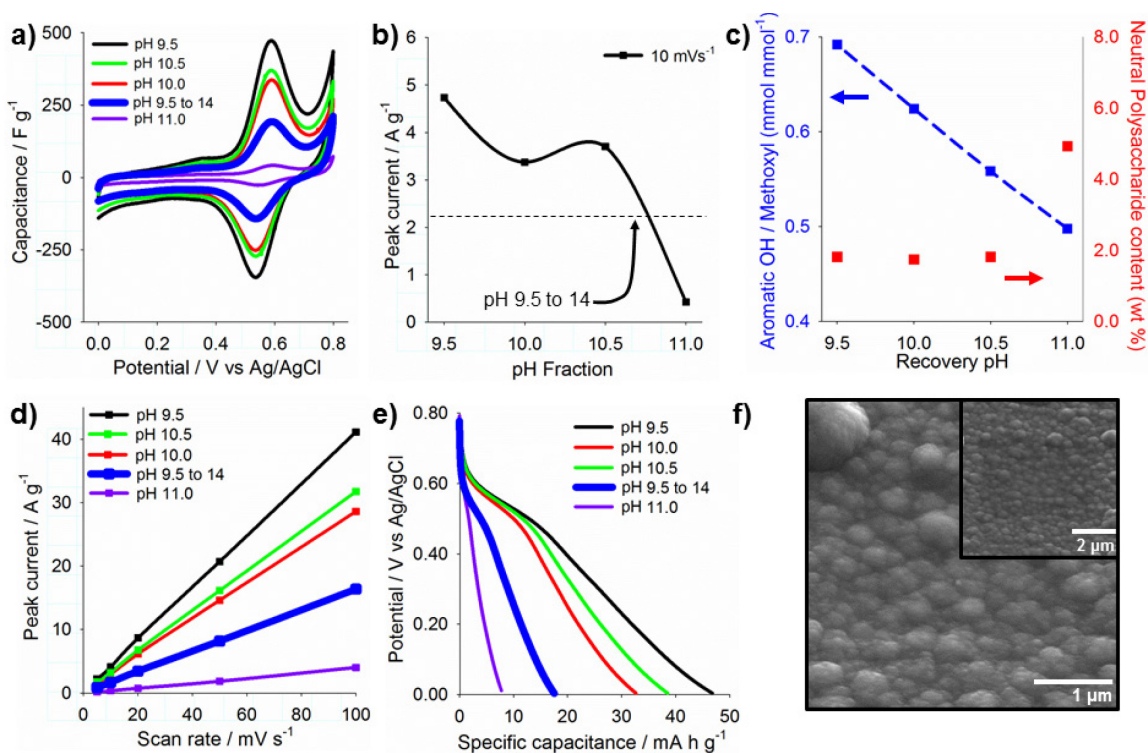 a)
500
250
0
-250
-500
Capacitance / F g-1
pH 9.5
pH 10.5
pH 10.0
pH 9.5 to 14
pH 11.0
0.0 0.2 0.4 0.6 0.8
Potential / V vs Ag/AgCl
b)
6
5
4
3
2
1
0
Peak current / A g-1
10 mVs-1
pH 9.5 to 14
9.5 10.0 10.5 11.0
pH Fraction
c)
0.7
0.6
0.5
0.4
Aromatic OH / Methoxyl (mmol mmol-1)
8.0
6.0
4.0
2.0
0.0
Neutral Polysaccharide content (wt %)
9.5 10.0 10.5 11.0
Recovery pH
d)
40
30
20
10
0
Peak current / A g-1
pH 9.5
pH 10.5
pH 10.0
pH 9.5 to 14
pH 11.0
0 20 40 60 80 100
Scan rate / mV s-1
e)
0.80
0.60
0.40
0.20
0.00
Potential / V vs Ag/AgCl
pH 9.5
pH 10.0
pH 10.5
pH 9.5 to 14
pH 11.0
0 10 20 30 40 50
Specific capacitance / mA h g-1
f)
2 µm
1 µm